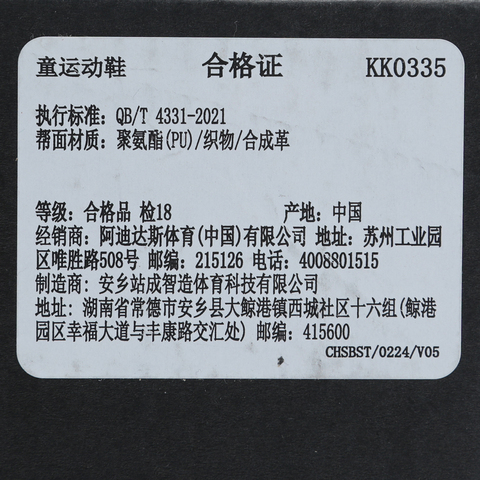 童运动鞋 合格证 KK0335
执行标准: QB/T 4331-2021
帮面材质: 聚氨酯(PU)/织物/合成革
等级: 合格品 检18 产地: 中国
经销商: 阿迪达斯体育(中国)有限公司 地址: 苏州工业园
区唯胜路508号 邮编: 215126 电话: 4008801515
制造商: 安乡站成智造体育科技有限公司
地址: 湖南省常德市安乡县大鲸港镇西城社区十六组(鲸港
园区幸福大道与丰康路交汇处) 邮编: 415600
CHSBST/0224/V05